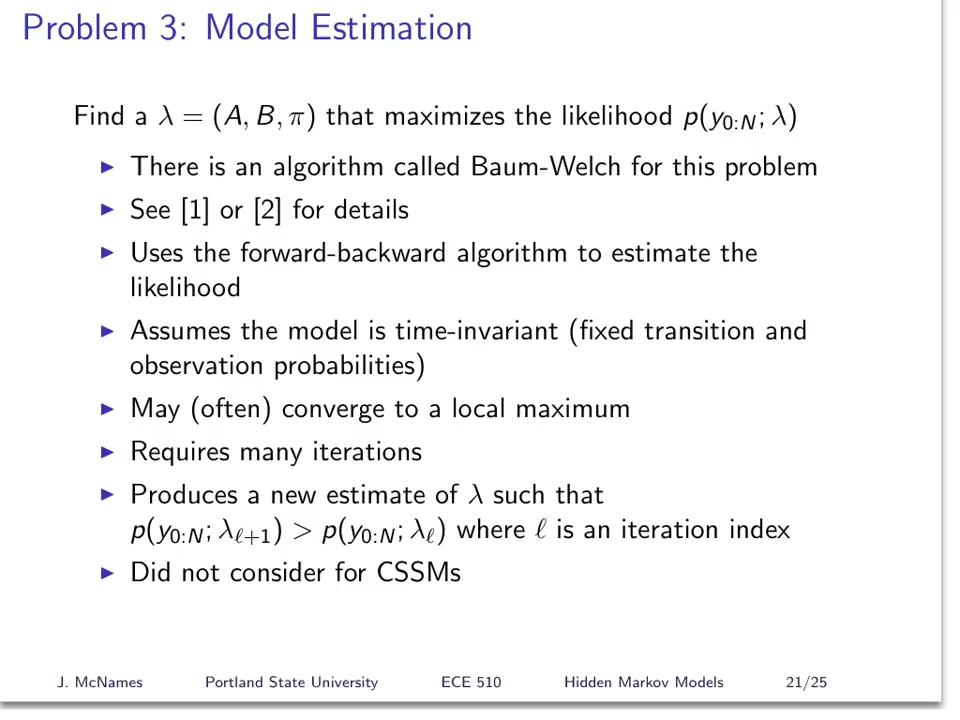 Problem 3: Model Estimation
Find a λ = (A, B, π) that maximizes the likelihood p(y₀:N; λ)
▶ There is an algorithm called Baum-Welch for this problem
▶ See [1] or [2] for details
▶ Uses the forward-backward algorithm to estimate the
likelihood
▶ Assumes the model is time-invariant (fixed transition and
observation probabilities)
▶ May (often) converge to a local maximum
▶ Requires many iterations
▶ Produces a new estimate of λ such that
p(y₀:N; λℓ+1) > p(y₀:N; λℓ) where ℓ is an iteration index
▶ Did not consider for CSSMs
J. McNames Portland State University ECE 510 Hidden Markov Models 21/25